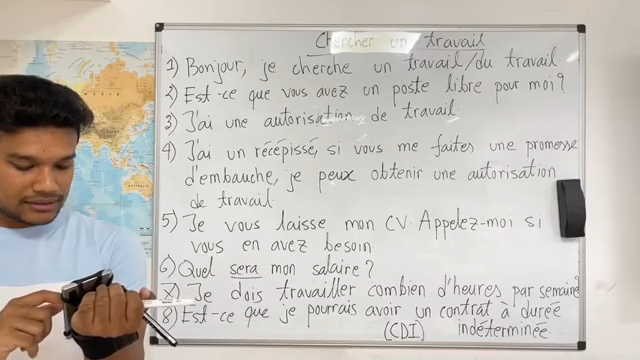 Chercher un travail
1) Bonjour, je cherche un travail/du travail
2) Est-ce que vous avez un poste libre pour moi?
3) J'ai une autorisation de travail
4) J'ai un récépissé, si vous me faites une promesse
d'embauche, je peux obtenir une autorisation
de travail
5) Je vous laisse mon CV. Appelez-moi si
vous en avez besoin
6) Quel sera mon salaire?
7) Je dois travailler combien d'heures par semaine?
8) Est-ce que je pourrais avoir un contrat à durée
(CDI) indéterminée